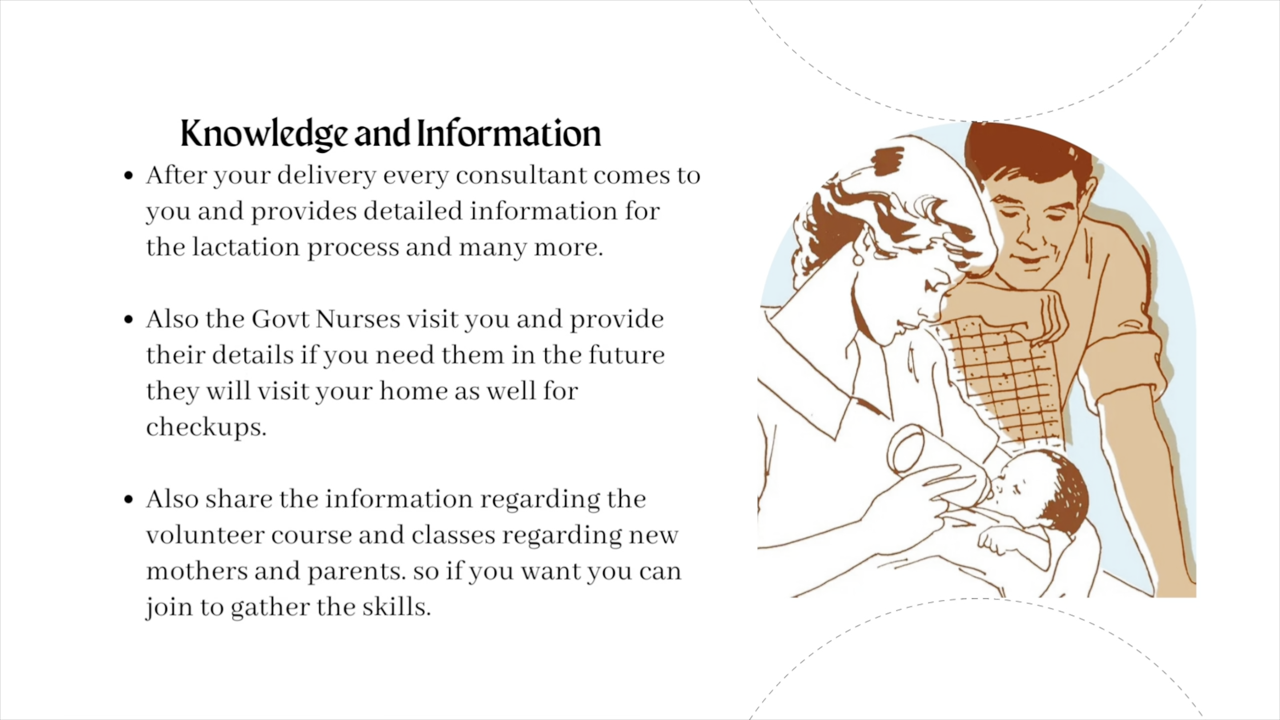 Knowledge and Information
• After your delivery every consultant comes to
you and provides detailed information for
the lactation process and many more.
• Also the Govt Nurses visit you and provide
their details if you need them in the future
they will visit your home as well for
checkups.
• Also share the information regarding the
volunteer course and classes regarding new
mothers and parents. so if you want you can
join to gather the skills.